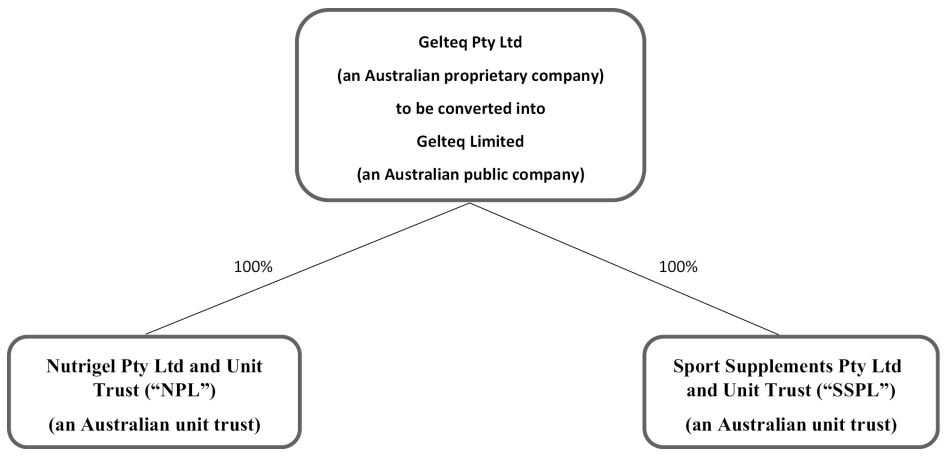 Gelteq Pty Ltd
(an Australian proprietary company)
to be converted into
Gelteq Limited
(an Australian public company)
100%
100%
Nutrigel Pty Ltd and Unit
Trust (“NPL”)
(an Australian unit trust)
Sport Supplements Pty Ltd
and Unit Trust (“SSPL”)
(an Australian unit trust)